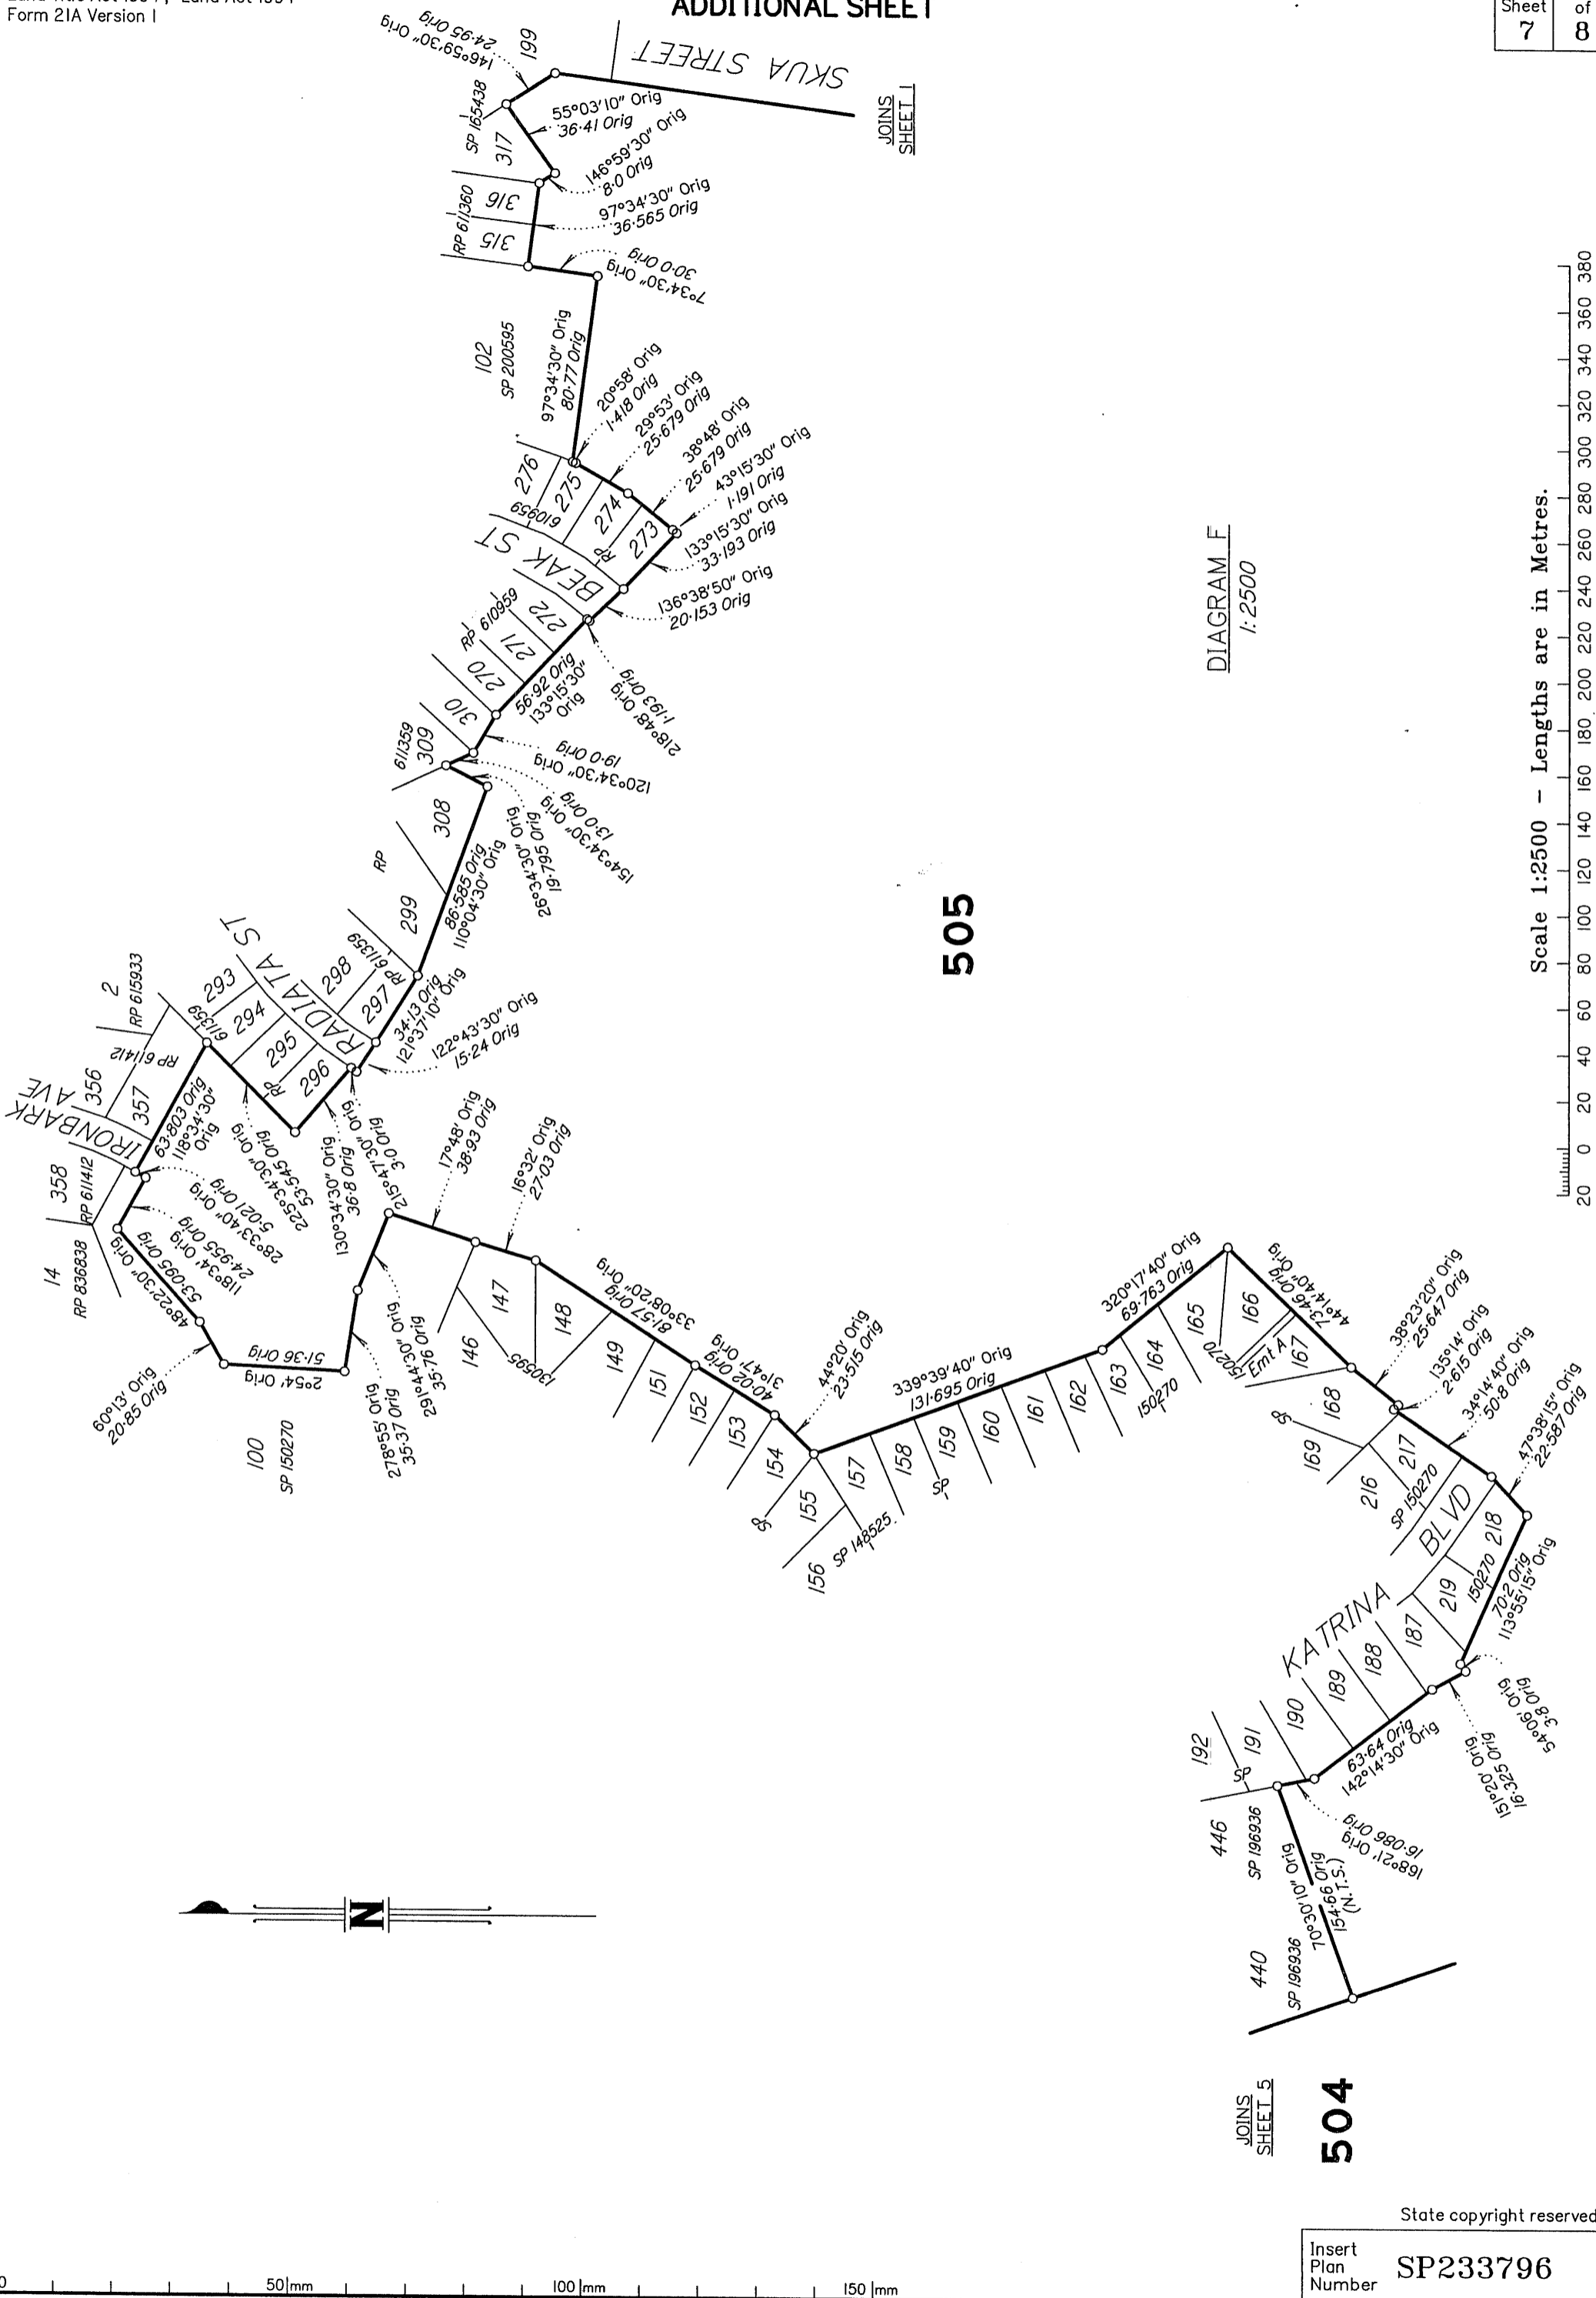 Form 21A Version 1
ADDITIONAL SHEET
Sheet
7
of
8
SKUA STREET
JOINS
SHEET 1
199
146°59'30" Orig
24·95 Orig
SP 165438
317
55°03'10" Orig
36·41 Orig
146°59'30" Orig
8·0 Orig
RP 611360
316
315
97°34'30" Orig
36·565 Orig
7°34'30" Orig
30·0 Orig
102
SP 200595
97°34'30" Orig
80·77 Orig
20°58' Orig
1·418 Orig
29°53' Orig
25·679 Orig
38°48' Orig
25·679 Orig
43°15'30" Orig
1·191 Orig
133°15'30" Orig
33·193 Orig
136°38'50" Orig
20·153 Orig
276
275
610959
274
RP
273
BEAK ST
RP 610959
272
271
270
56·92 Orig
133°15'30"
Orig
218°48' Orig
1·193 Orig
310
611359
309
120°34'30" Orig
19·0 Orig
154°34'30" Orig
13·0 Orig
26°34'30" Orig
19·795 Orig
308
RP
299
86·585 Orig
110°04'30" Orig
RP 611359
298
297
34·13 Orig
121°37'10" Orig
122°43'30" Orig
15·24 Orig
RADIATA ST
2
RP 615933
293
611359
294
295
RP
296
RP 611412
356
357
IRONBARK
AVE
63·803 Orig
118°34'30"
Orig
225°34'30" Orig
53·545 Orig
130°34'30" Orig
36·8 Orig
215°47'30" Orig
3·0 Orig
28°33'40" Orig
5·021 Orig
118°34' Orig
24·955 Orig
358
RP 611412
14
RP 836838
48°22'30" Orig
53·095 Orig
60°13' Orig
20·85 Orig
2°54' Orig
51·36 Orig
100
SP 150270
278°55' Orig
35·37 Orig
291°44'30" Orig
35·76 Orig
17°48' Orig
38·93 Orig
16°32' Orig
27·03 Orig
146
147
130595
148
149
81·57 Orig
33°08'20" Orig
151
152
40·02 Orig
31°47' Orig
153
154
44°20' Orig
23·515 Orig
SP
155
156
SP 148525
157
158
SP
159
160
161
162
339°39'40" Orig
131·695 Orig
163
150270
164
165
320°17'40" Orig
69·763 Orig
150270
166
Emt A
167
73·46 Orig
44°14'40" Orig
168
SP
169
38°23'20" Orig
25·647 Orig
135°14' Orig
2·615 Orig
34°14'40" Orig
50·8 Orig
216
217
SP 150270
47°38'15" Orig
22·587 Orig
KATRINA BLVD
218
150270
219
70·2 Orig
113°55'15" Orig
54°06' Orig
3·8 Orig
151°20' Orig
16·325 Orig
187
188
189
190
63·64 Orig
142°14'30" Orig
191
192
SP
168°21' Orig
16·086 Orig
446
SP 196936
70°30'10" Orig
154·66 Orig
(N.T.S.)
440
SP 196936
JOINS
SHEET 5
504
505
DIAGRAM F
1:2500
N
Scale 1:2500 – Lengths are in Metres.
20 0 20 40 60 80 100 120 140 160 180 200 220 240 260 280 300 320 340 360 380
State copyright reserved
Insert
Plan
Number
SP233796
0 50 mm 100 mm 150 mm